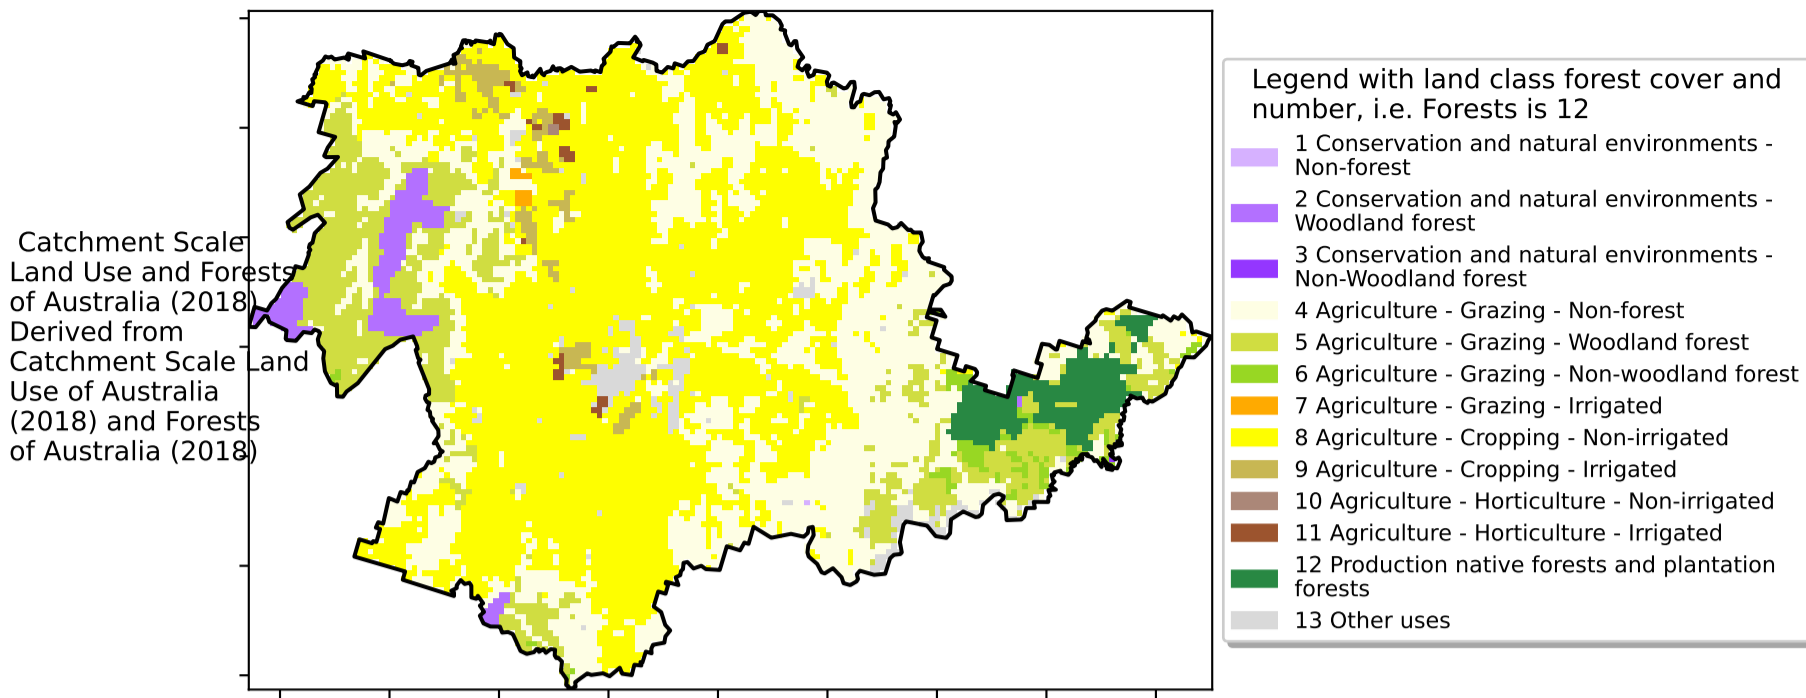 Catchment Scale
Land Use and Forests
of Australia (2018)
Derived from
Catchment Scale Land
Use of Australia
(2018) and Forests
of Australia (2018)
Legend with land class forest cover and
number, i.e. Forests is 12
1 Conservation and natural environments -
Non-forest
2 Conservation and natural environments -
Woodland forest
3 Conservation and natural environments -
Non-Woodland forest
4 Agriculture - Grazing - Non-forest
5 Agriculture - Grazing - Woodland forest
6 Agriculture - Grazing - Non-woodland forest
7 Agriculture - Grazing - Irrigated
8 Agriculture - Cropping - Non-irrigated
9 Agriculture - Cropping - Irrigated
10 Agriculture - Horticulture - Non-irrigated
11 Agriculture - Horticulture - Irrigated
12 Production native forests and plantation
forests
13 Other uses